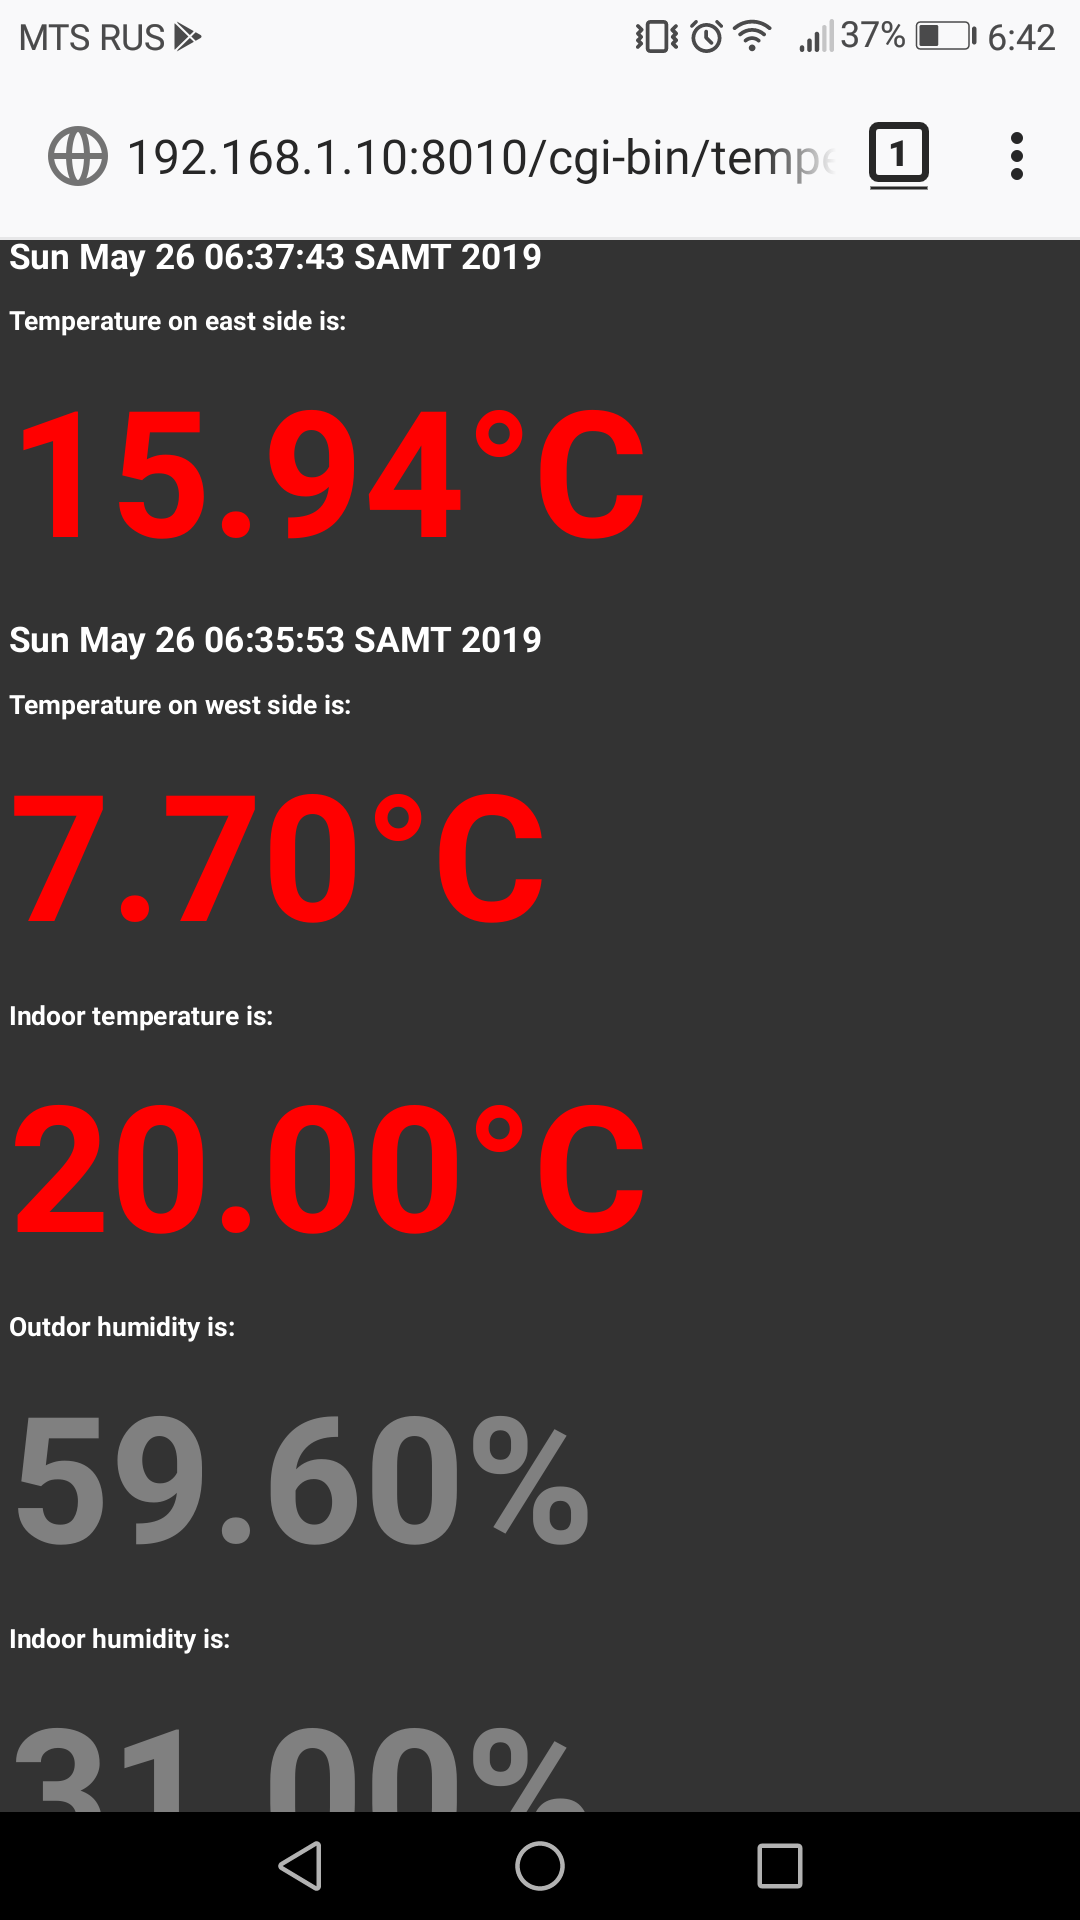 MTS RUS 37% 6:42
192.168.1.10:8010/cgi-bin/tempe
1
Sun May 26 06:37:43 SAMT 2019
Temperature on east side is:
15.94°C
Sun May 26 06:35:53 SAMT 2019
Temperature on west side is:
7.70°C
Indoor temperature is:
20.00°C
Outdor humidity is:
59.60%
Indoor humidity is:
31.00%